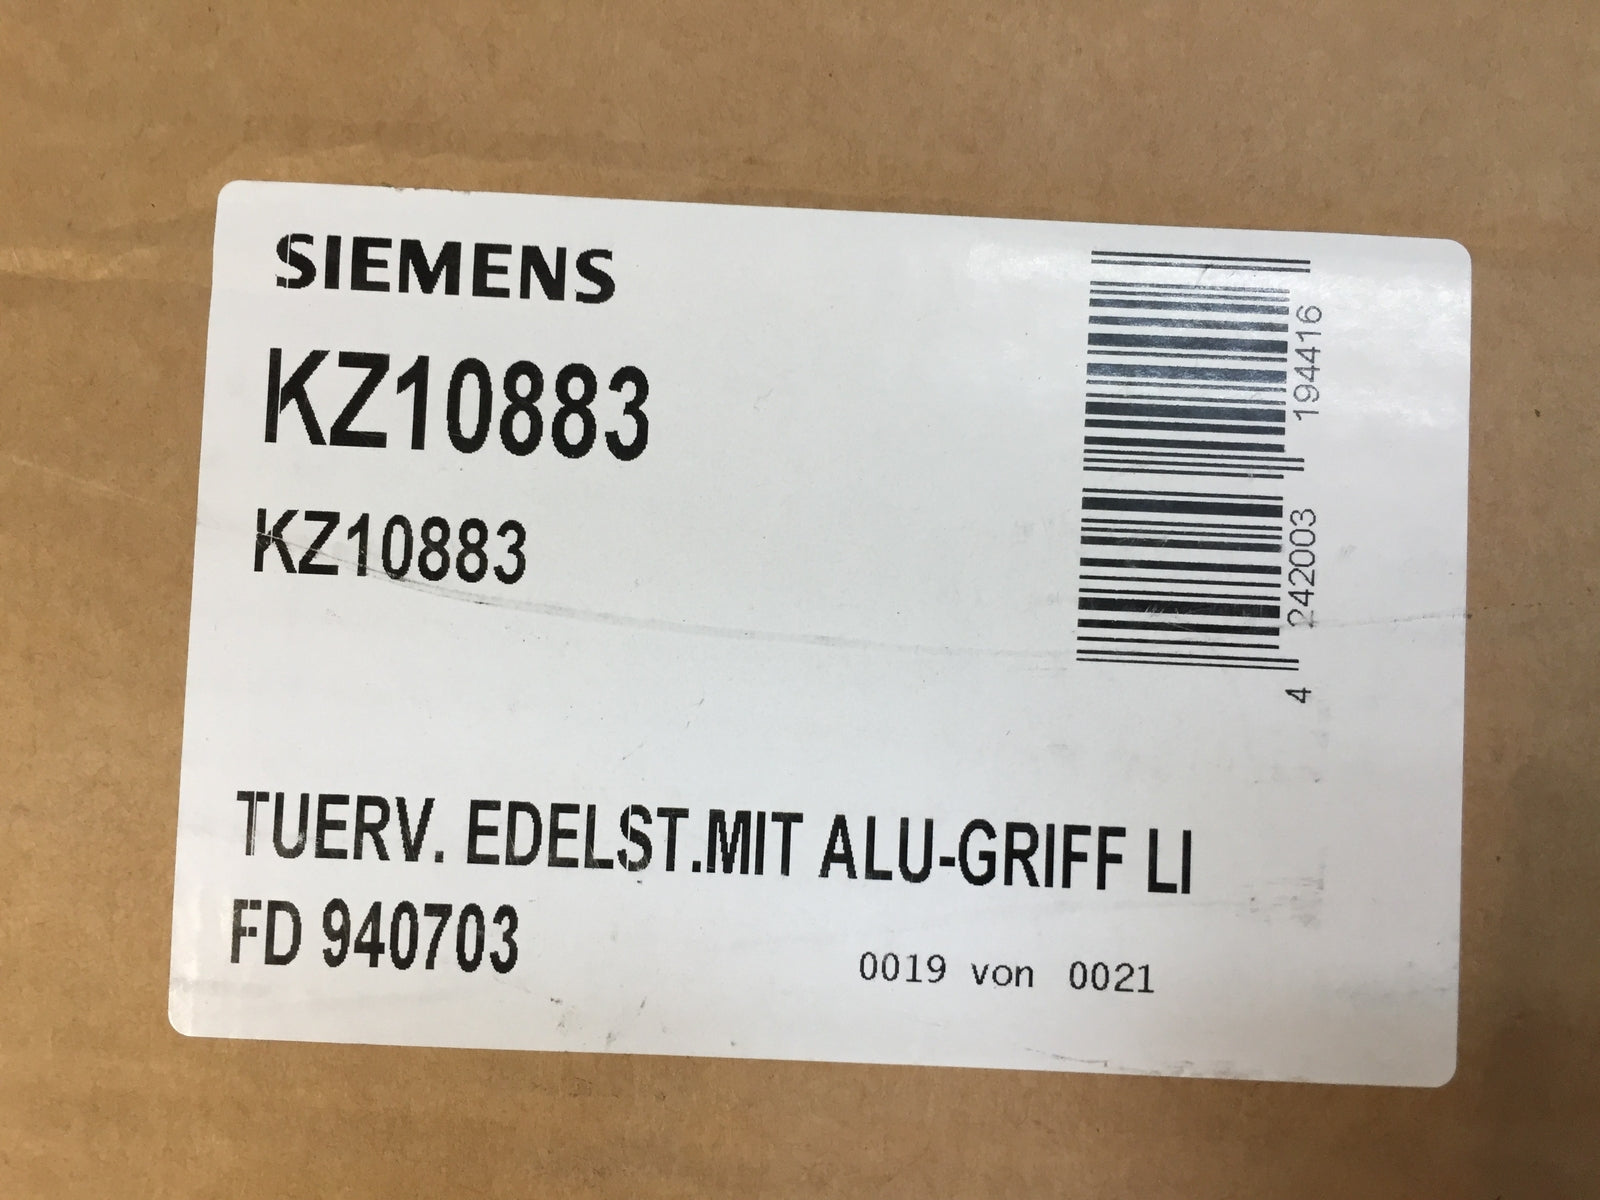 SIEMENS
KZ10883
KZ10883
4 242003 194416
TUERV. EDELST.MIT ALU-GRIFF LI
FD 940703
0019 von 0021